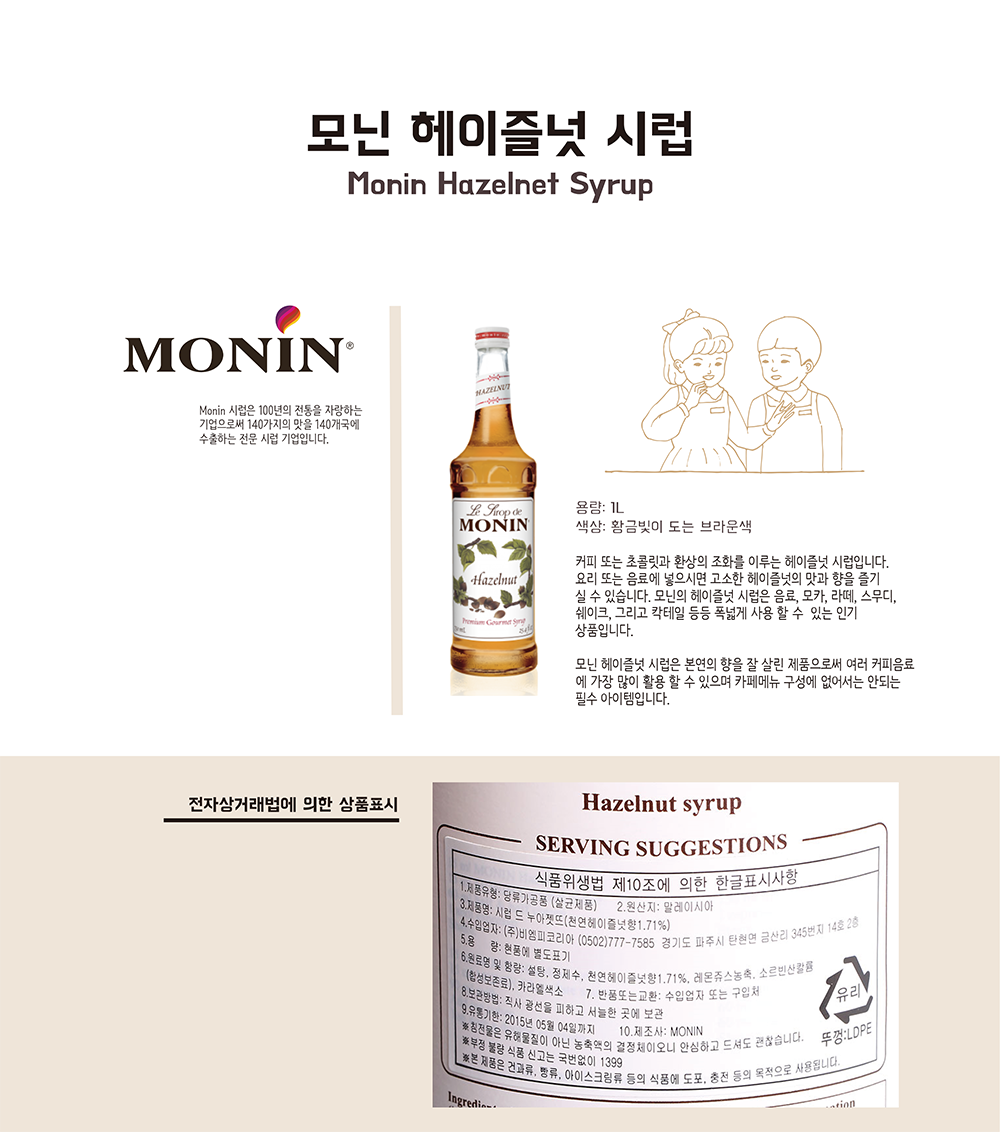 모닌 헤이즐넛 시럽
Monin Hazelnet Syrup
MONIN®
Monin 시럽은 100년의 전통을 자랑하는
기업으로써 140가지의 맛을 140개국에
수출하는 전문 시럽 기업입니다.
HAZELNUT
Le Sirop de
MONIN
Hazelnut
Premium Gourmet Syrup
25.4
용량: 1L
색상: 황금빛이 도는 브라운색
커피 또는 초콜릿과 환상의 조화를 이루는 헤이즐넛 시럽입니다.
요리 또는 음료에 넣으시면 고소한 헤이즐넛의 맛과 향을 즐기
실 수 있습니다. 모닌의 헤이즐넛 시럽은 음료, 모카, 라떼, 스무디,
쉐이크, 그리고 칵테일 등등 폭넓게 사용 할 수 있는 인기
상품입니다.
모닌 헤이즐넛 시럽은 본연의 향을 잘 살린 제품으로써 여러 커피음료
에 가장 많이 활용 할 수 있으며 카페메뉴 구성에 없어서는 안되는
필수 아이템입니다.
전자상거래법에 의한 상품표시
Hazelnut syrup
SERVING SUGGESTIONS
식품위생법 제10조에 의한 한글표시사항
1.제품유형: 당류가공품 (살균제품) 2.원산지: 말레이시아
3.제품명: 시럽 드 누아젯뜨(천연헤이즐넛향1.71%)
4.수입업자: (주)비엠피코리아 (0502)777-7585 경기도 파주시 탄현면 금산리 345번지 14호 2층
5.용 량: 현품에 별도표기
6.원료명 및 함량: 설탕, 정제수, 천연헤이즐넛향1.71%, 레몬쥬스농축, 소르빈산칼륨
(합성보존료), 카라멜색소 7. 반품또는교환: 수입업자 또는 구입처
8.보관방법: 직사 광선을 피하고 서늘한 곳에 보관
9.유통기한: 2015년 05월 04일까지 10.제조사: MONIN
※침전물은 유해물질이 아닌 농축액의 결정체이오니 안심하고 드셔도 괜찮습니다.
※부정 불량 식품 신고는 국번없이 1399
※본 제품은 견과류, 빵류, 아이스크림류 등의 식품에 도포, 충전 등의 목적으로 사용됩니다.
유리
뚜껑:LDPE